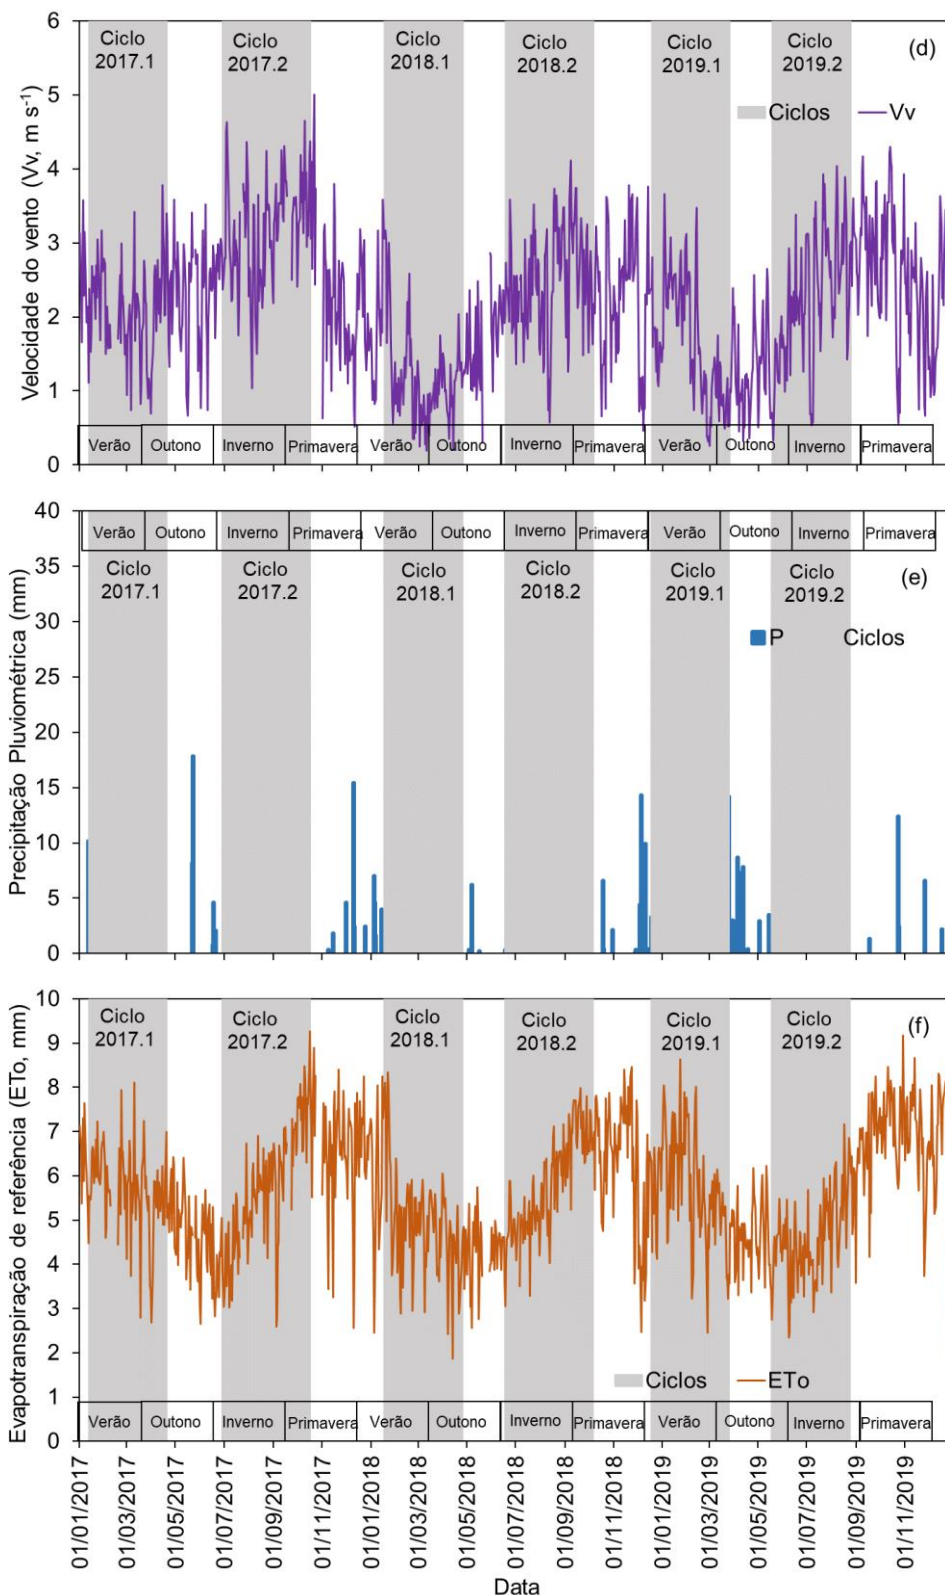 6
5
4
3
2
1
0
Velocidade do vento (Vv, m s⁻¹)
Ciclo
2017.1
Ciclo
2017.2
Ciclo
2018.1
Ciclo
2018.2
Ciclo
2019.1
Ciclo
2019.2
(d)
Ciclos
Vv
Verão
Outono
Inverno
Primavera
Verão
Outono
Inverno
Primavera
Verão
Outono
Inverno
Primavera
40
35
30
25
20
15
10
5
0
Precipitação Pluviométrica (mm)
Verão
Outono
Inverno
Primavera
Verão
Outono
Inverno
Primavera
Verão
Outono
Inverno
Primavera
Ciclo
2017.1
Ciclo
2017.2
Ciclo
2018.1
Ciclo
2018.2
Ciclo
2019.1
Ciclo
2019.2
(e)
P
Ciclos
10
9
8
7
6
5
4
3
2
1
0
Evapotranspiração de referência (ETo, mm)
Ciclo
2017.1
Ciclo
2017.2
Ciclo
2018.1
Ciclo
2018.2
Ciclo
2019.1
Ciclo
2019.2
(f)
Ciclos
ETo
Verão
Outono
Inverno
Primavera
Verão
Outono
Inverno
Primavera
Verão
Outono
Inverno
Primavera
01/01/2017
01/03/2017
01/05/2017
01/07/2017
01/09/2017
01/11/2017
01/01/2018
01/03/2018
01/05/2018
01/07/2018
01/09/2018
01/11/2018
01/01/2019
01/03/2019
01/05/2019
01/07/2019
01/09/2019
01/11/2019
Data